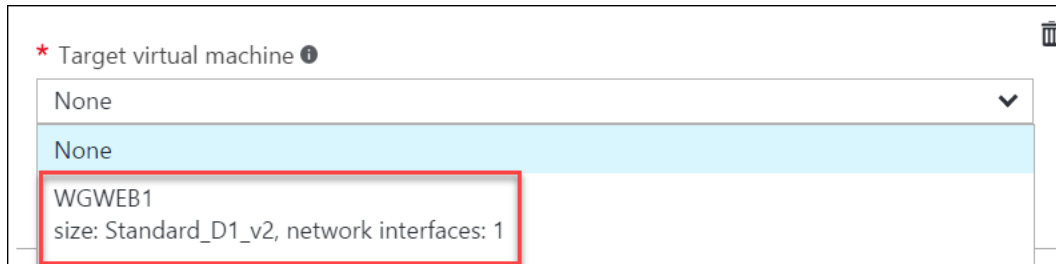 * Target virtual machine
None
None
WGWEB1
size: Standard_D1_v2, network interfaces: 1